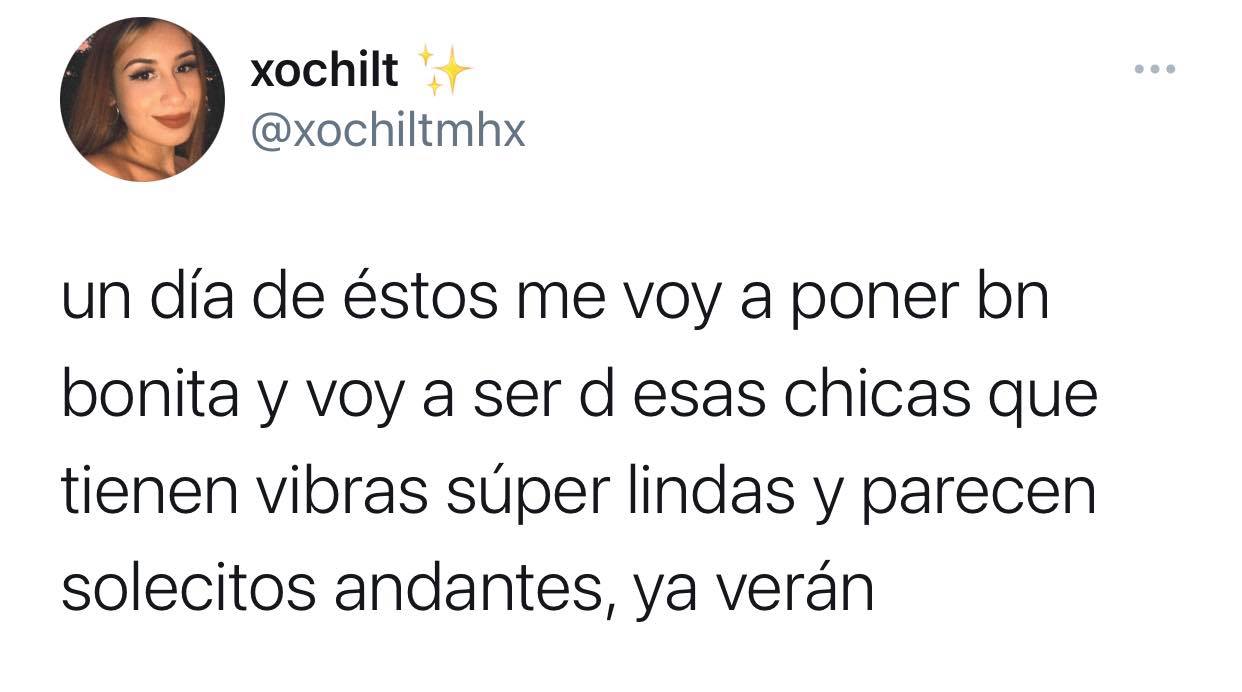 xochilt ✨
@xochiltmhx
un día de éstos me voy a poner bn
bonita y voy a ser d esas chicas que
tienen vibras súper lindas y parecen
solecitos andantes, ya verán